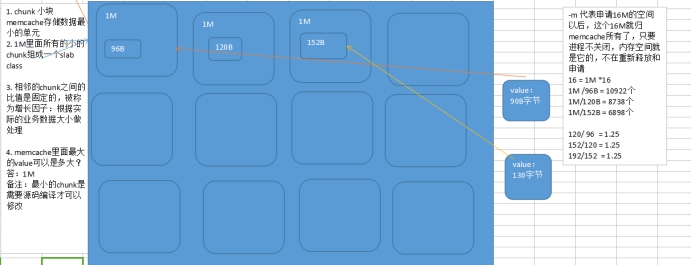 1. chunk 小块
memcache存储数据最
小的单元
2. 1M里面所有的小的
chunk组成一个slab
class
3. 相邻的chunk之间的
比值是固定的，被称
为增长因子：根据实
际的业务数据大小做
处理
4. memcache里面最大
的value可以是多大？
答：1M
备注：最小的chunk是
需要源码编译才可以
修改
1M
96B
1M
120B
1M
152B
value：
90B字节
value：
130字节
-m 代表申请16M的空间
以后，这个16M就归
memcache所有了，只要
进程不关闭，内存空间就
是它的，不在重新释放和
申请
16 = 1M *16
1M /96B = 10922个
1M/120B = 8738个
1M/152B = 6898个
120/ 96 = 1.25
152/120 = 1.25
192/152 = 1.25